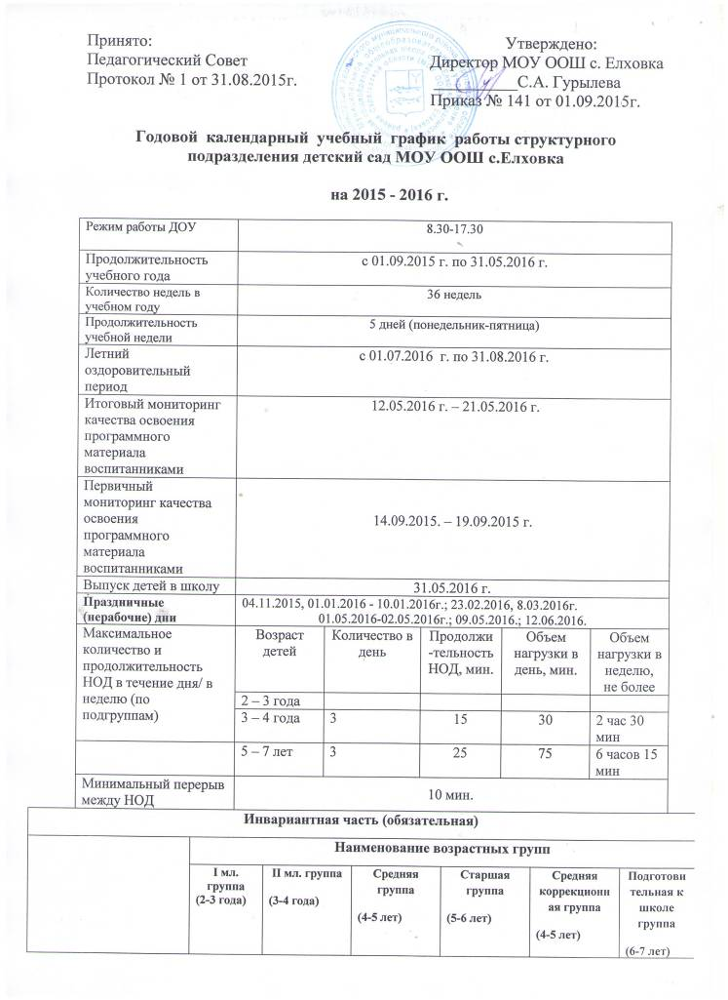 Принято:
Утверждено:
Педагогический Совет
Директор МОУ ООШ с. Елховка
Протокол № 1 от 31.08.2015г.
___________С.А. Гурылева
Приказ № 141 от 01.09.2015г.
Годовой календарный учебный график работы структурного
подразделения детский сад МОУ ООШ с.Елховка
на 2015 - 2016 г.
Режим работы ДОУ
8.30-17.30
Продолжительность
учебного года
с 01.09.2015 г. по 31.05.2016 г.
Количество недель в
учебном году
36 недель
Продолжительность
учебной недели
5 дней (понедельник-пятница)
Летний
оздоровительный
период
с 01.07.2016 г. по 31.08.2016 г.
Итоговый мониторинг
качества освоения
программного
материала
воспитанниками
12.05.2016 г. – 21.05.2016 г.
Первичный
мониторинг качества
освоения
программного
материала
воспитанниками
14.09.2015. – 19.09.2015 г.
Выпуск детей в школу
31.05.2016 г.
Праздничные
(нерабочие) дни
04.11.2015, 01.01.2016 - 10.01.2016г.; 23.02.2016, 8.03.2016г.
01.05.2016-02.05.2016г.; 09.05.2016.; 12.06.2016.
Максимальное
количество и
продолжительность
НОД в течение дня/ в
неделю (по
подгруппам)
Возраст
детей
Количество в
день
Продолжи
-тельность
НОД, мин.
Объем
нагрузки в
день, мин.
Объем
нагрузки в
неделю,
не более
2 – 3 года
3 – 4 года
3
15
30
2 час 30
мин
5 – 7 лет
3
25
75
6 часов 15
мин
Минимальный перерыв
между НОД
10 мин.
Инвариантная часть (обязательная)
Наименование возрастных групп
I мл.
группа
(2-3 года)
II мл. группа
(3-4 года)
Средняя
группа
(4-5 лет)
Старшая
группа
(5-6 лет)
Средняя
коррекционн
ая группа
(4-5 лет)
Подготови
тельная к
школе
группа
(6-7 лет)